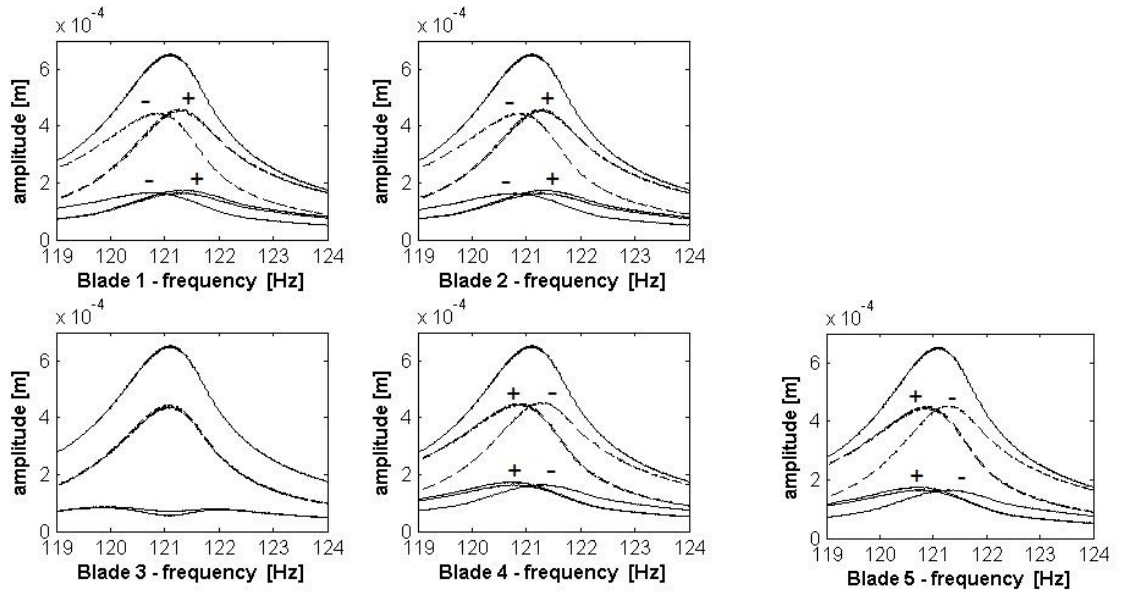 x 10 -4
x 10 -4
amplitude [m]
6
4
2
0
- +
- +
119 120 121 122 123 124
Blade 1 - frequency [Hz]
amplitude [m]
6
4
2
0
- +
- +
119 120 121 122 123 124
Blade 2 - frequency [Hz]
x 10 -4
amplitude [m]
6
4
2
0
119 120 121 122 123 124
Blade 3 - frequency [Hz]
x 10 -4
amplitude [m]
6
4
2
0
+ -
+ -
119 120 121 122 123 124
Blade 4 - frequency [Hz]
x 10 -4
amplitude [m]
6
4
2
0
+ -
+ -
119 120 121 122 123 124
Blade 5 - frequency [Hz]